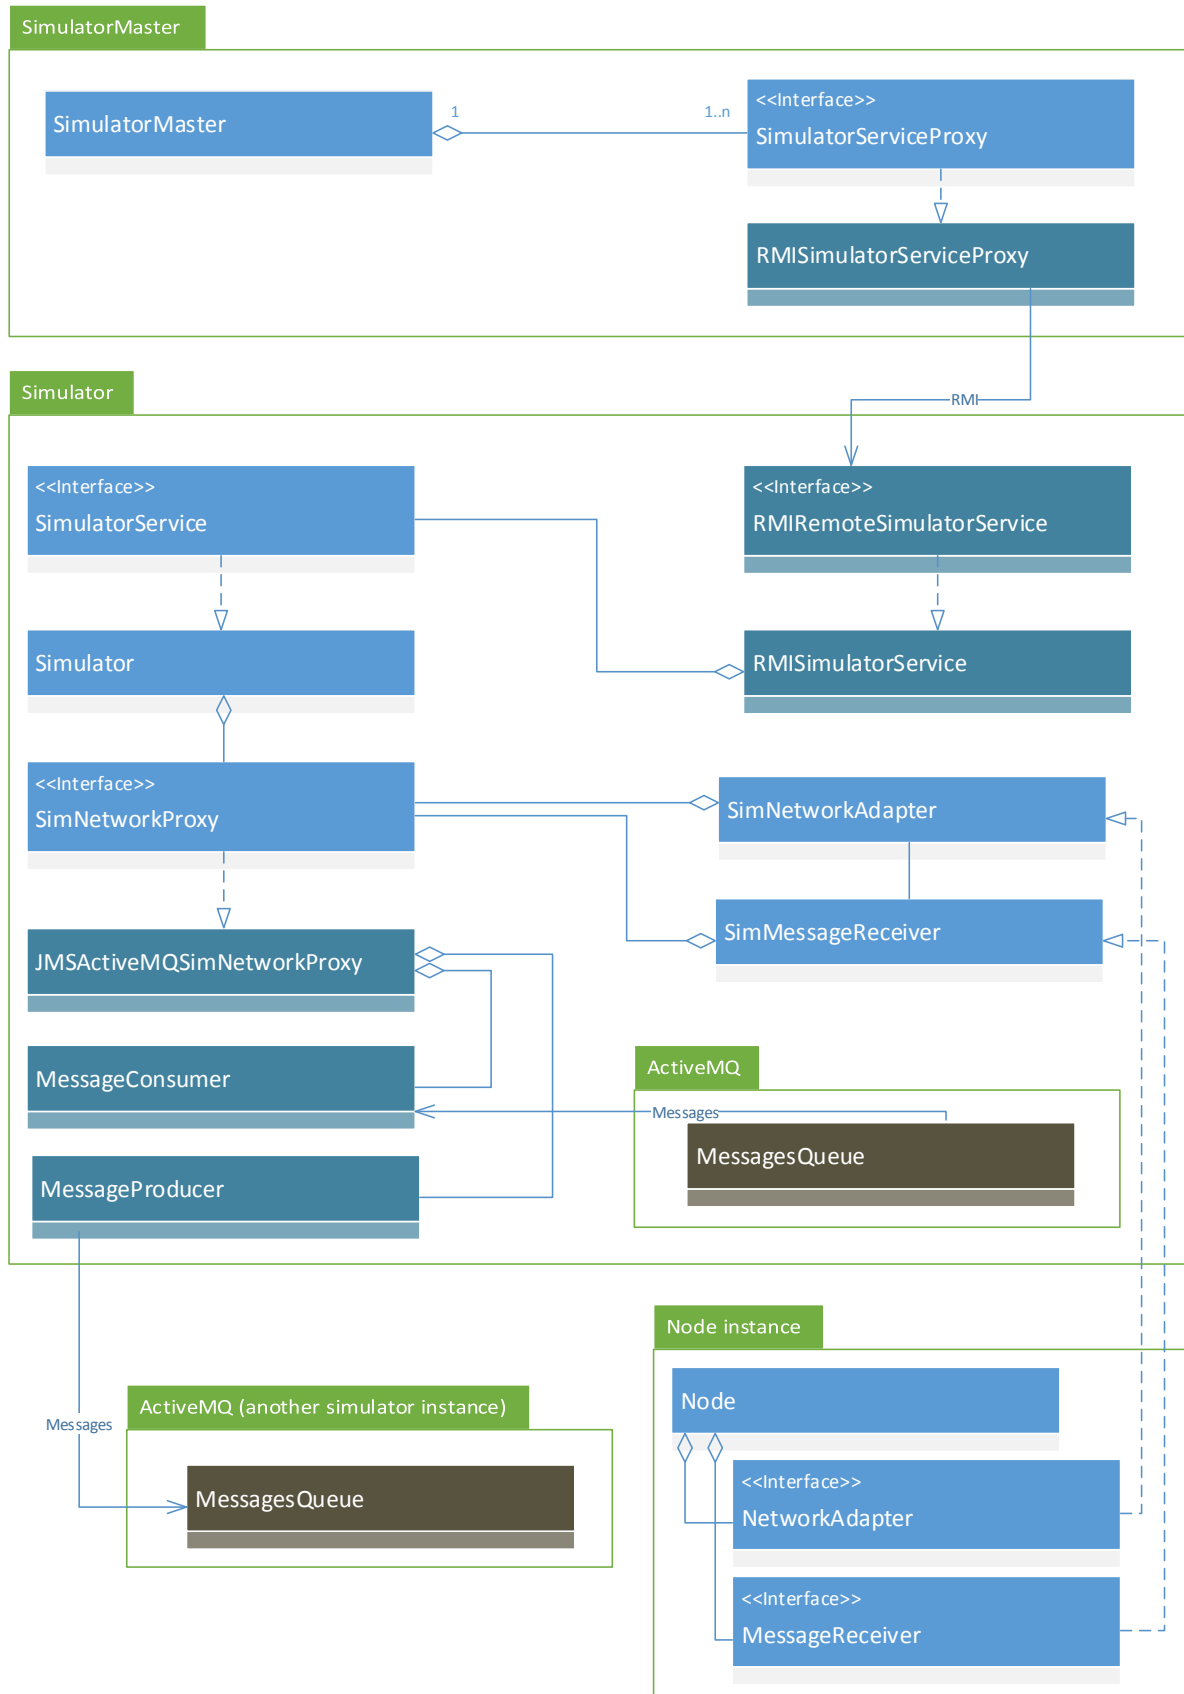 SimulatorMaster
SimulatorMaster
1
1..n
<<Interface>>
SimulatorServiceProxy
RMISimulatorServiceProxy
Simulator
RMI
<<Interface>>
SimulatorService
<<Interface>>
RMIRemoteSimulatorService
Simulator
RMISimulatorService
<<Interface>>
SimNetworkProxy
SimNetworkAdapter
JMSActiveMQSimNetworkProxy
SimMessageReceiver
MessageConsumer
ActiveMQ
Messages
MessagesQueue
MessageProducer
Node instance
ActiveMQ (another simulator instance)
Messages
Node
MessagesQueue
<<Interface>>
NetworkAdapter
<<Interface>>
MessageReceiver